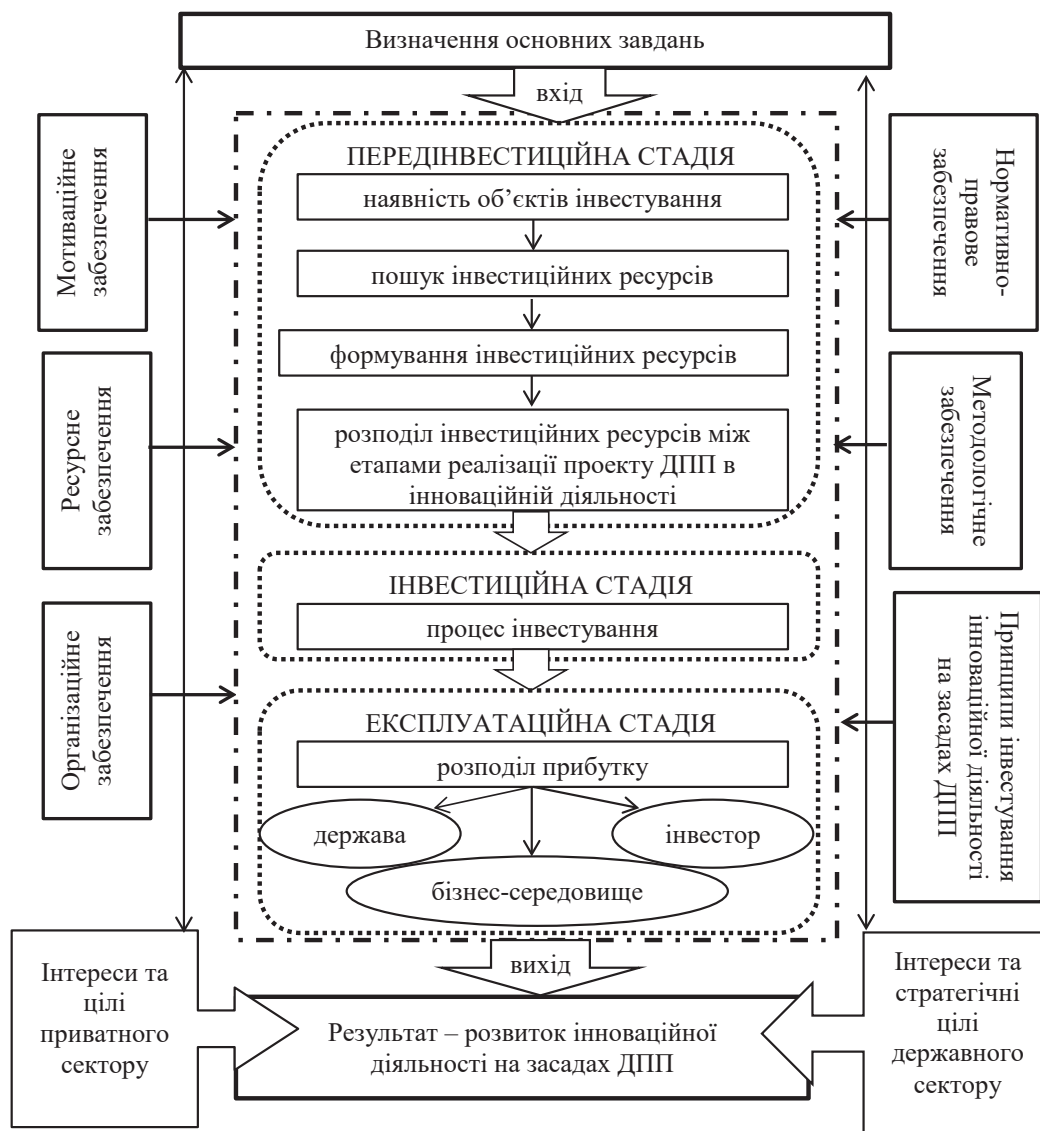 Визначення основних завдань
вхід
Мотиваційне
забезпечення
Ресурсне
забезпечення
Організаційне
забезпечення
ПЕРЕДІНВЕСТИЦІЙНА СТАДІЯ
наявність об’єктів інвестування
пошук інвестиційних ресурсів
формування інвестиційних ресурсів
розподіл інвестиційних ресурсів між
етапами реалізації проекту ДПП в
інноваційній діяльності
ІНВЕСТИЦІЙНА СТАДІЯ
процес інвестування
ЕКСПЛУАТАЦІЙНА СТАДІЯ
розподіл прибутку
держава
інвестор
бізнес-середовище
Нормативно-
правове
забезпечення
Методологічне
забезпечення
Принципи інвестування
інноваційної діяльності
на засадах ДПП
вихід
Інтереси та
цілі
приватного
сектору
Результат – розвиток інноваційної
діяльності на засадах ДПП
Інтереси та
стратегічні
цілі
державного
сектору